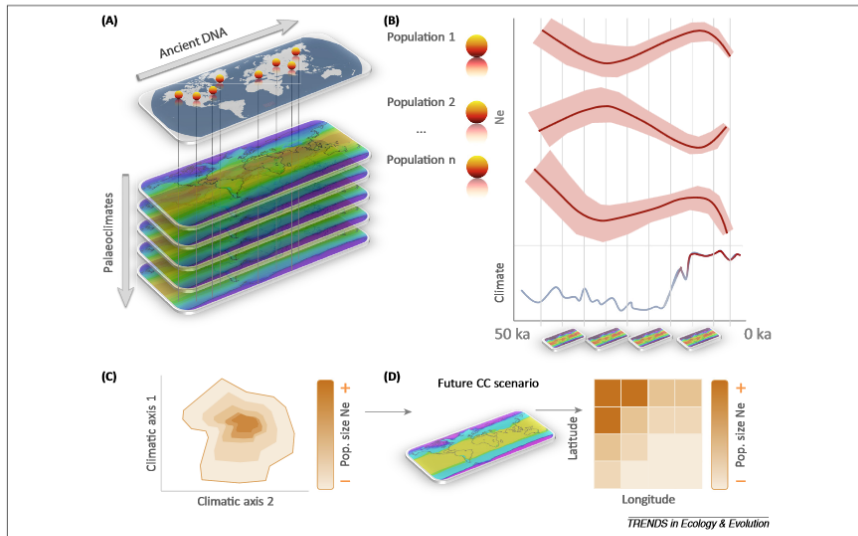 (A)
Ancient DNA
Palaeoclimates
(B)
Population 1
Population 2
...
Population n
Ne
Climate
50 ka
0 ka
(C)
Climatic axis 1
Climatic axis 2
+
Pop. size Ne
–
(D)
Future CC scenario
Latitude
Longitude
+
Pop. size Ne
–
TRENDS in Ecology & Evolution